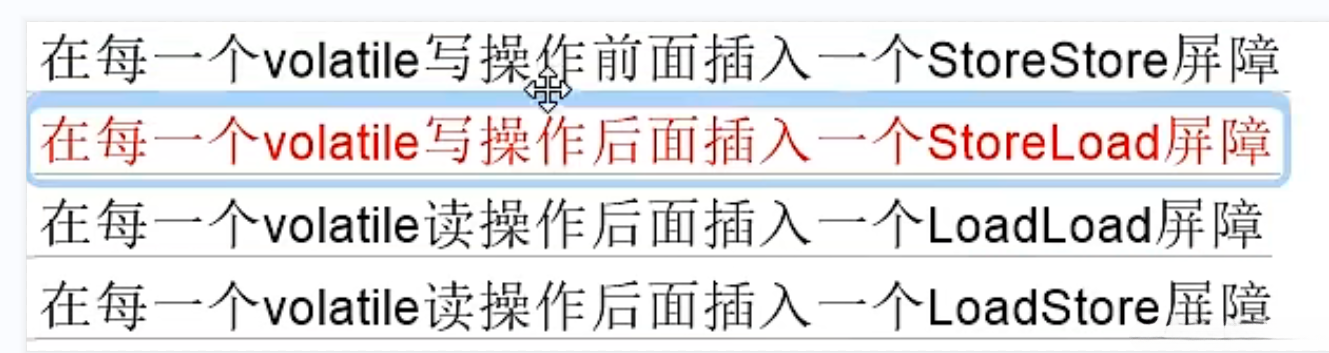 在每一个volatile写操作前面插入一个StoreStore屏障
在每一个volatile写操作后面插入一个StoreLoad屏障
在每一个volatile读操作后面插入一个LoadLoad屏障
在每一个volatile读操作后面插入一个LoadStore屏障